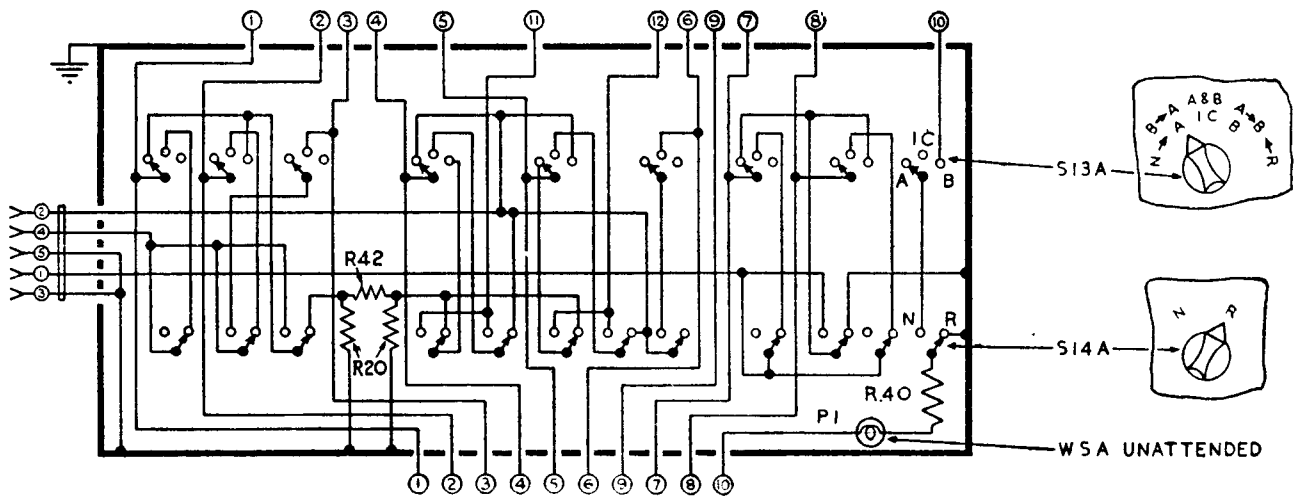 1 2 3 4 5 11 12 6 9 7 8 10
2
4
5
1
3
R42
R20
IC
A B
N R
R.40
P1
S13A
A&B
B A IC A B
N A B R
S14A
N R
WSA UNATTENDED
1 2 3 4 5 6 9 7 8 10